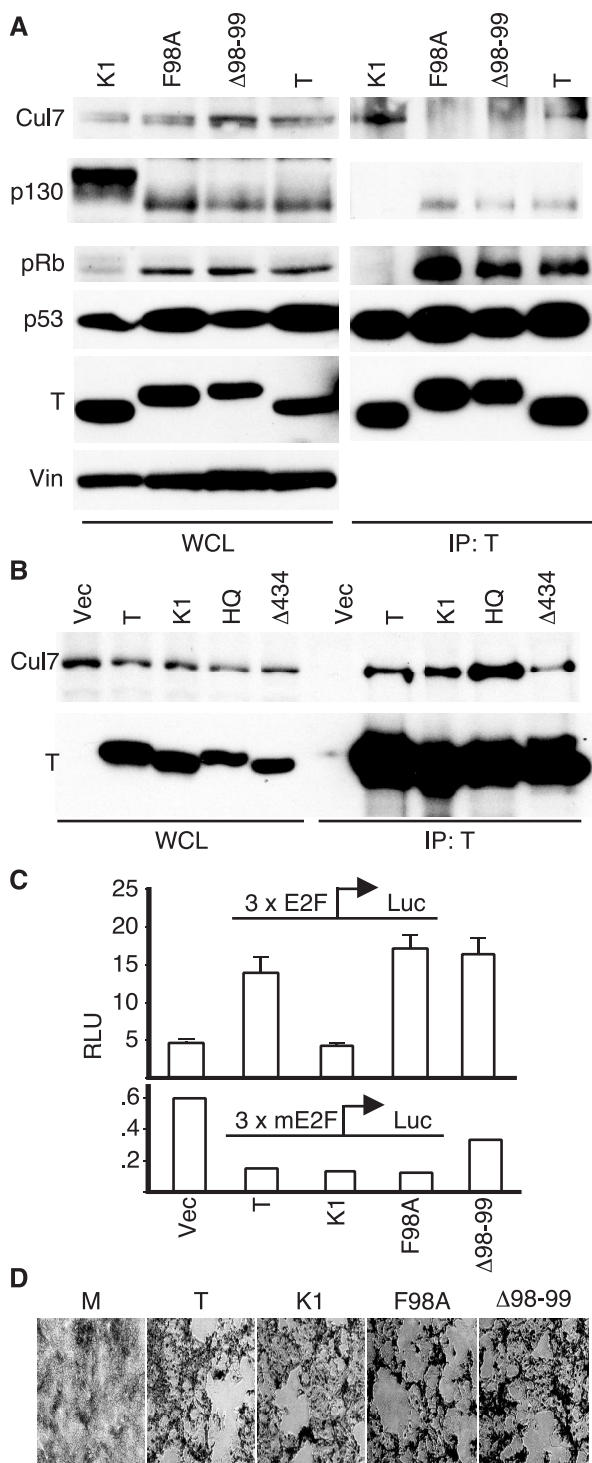 A
K1 F98A Δ98-99 T K1 F98A Δ98-99 T
Cul7
p130
pRb
p53
T
Vin
WCL IP: T
B
Vec T K1 HQ Δ434 Vec T K1 HQ Δ434
Cul7
T
WCL IP: T
C
25
20
15
10
5
RLU
3 x E2F Luc
.6
.4
.2
3 x mE2F Luc
Vec T K1 F98A Δ98-99
D
M T K1 F98A Δ98-99